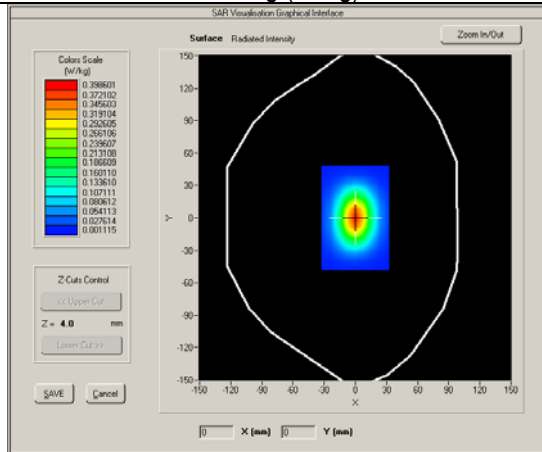 SAR Visualisation Graphical Interface
Surface Radiated Intensity
Zoom In/Out
Colors Scale
(W/kg)
0.398601
0.372102
0.345603
0.319104
0.292605
0.266106
0.239607
0.213108
0.186609
0.160110
0.133610
0.107111
0.080612
0.054113
0.027614
0.001115
150
120
90
60
30
0
-30
-60
-90
-120
-150
Y
-150 -120 -90 -60 -30 0 30 60 90 120 150
X
Z-Cuts Control
<< Upper Cut
Z = 4.0 mm
Lower Cut >>
SAVE Cancel
0 X (mm) 0 Y (mm)